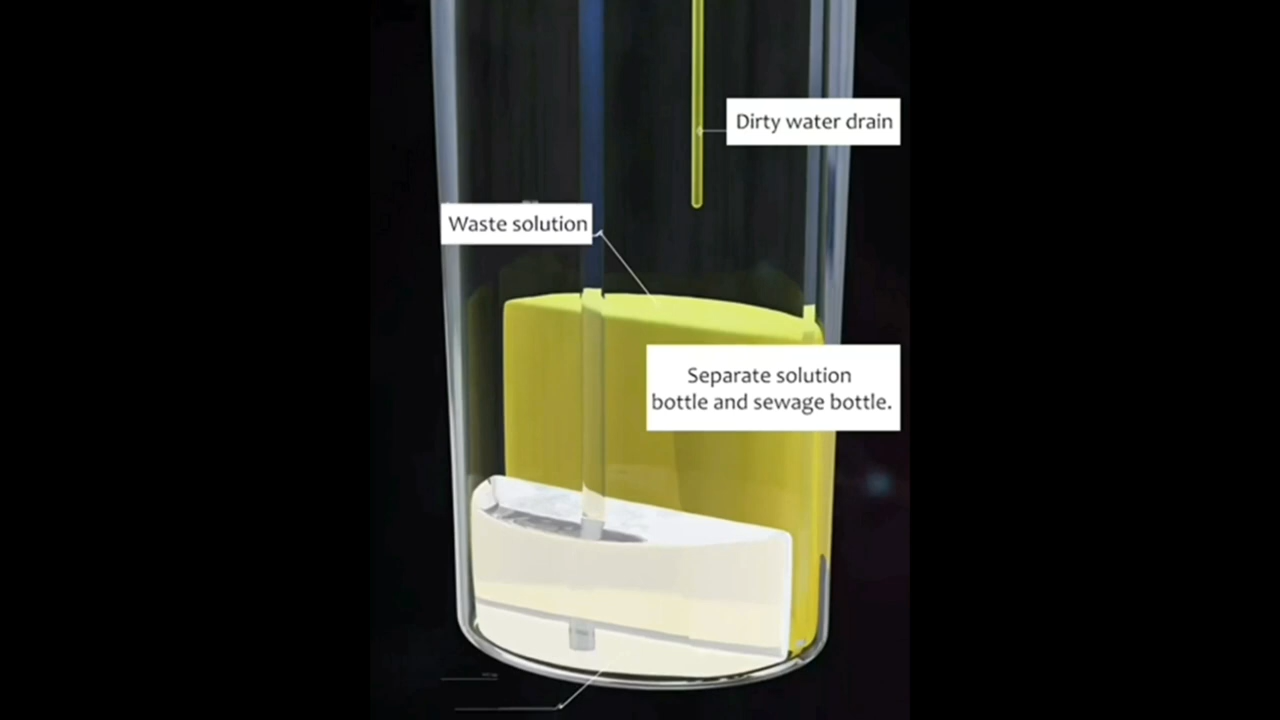 Dirty water drain
Waste solution
Separate solution
bottle and sewage bottle.